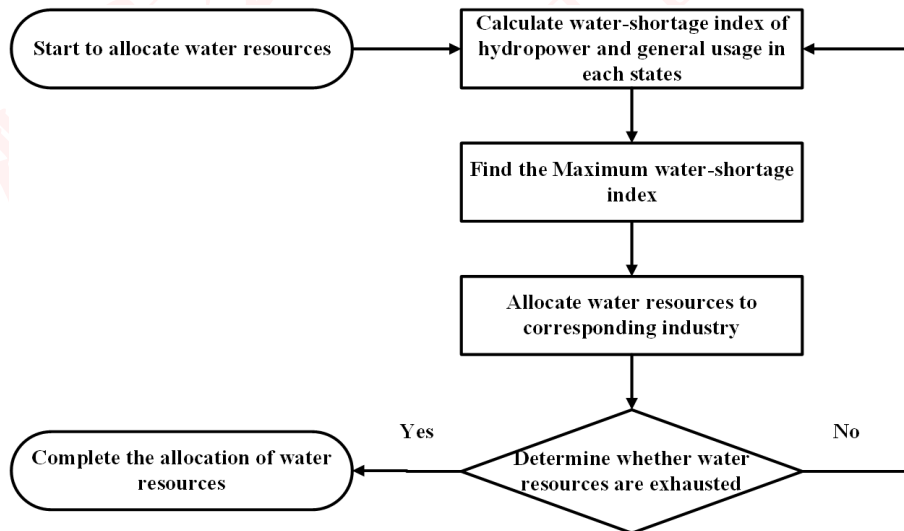 Start to allocate water resources
Calculate water-shortage index of
hydropower and general usage in
each states
Find the Maximum water-shortage
index
Allocate water resources to
corresponding industry
Yes
No
Determine whether water
resources are exhausted
Complete the allocation of water
resources